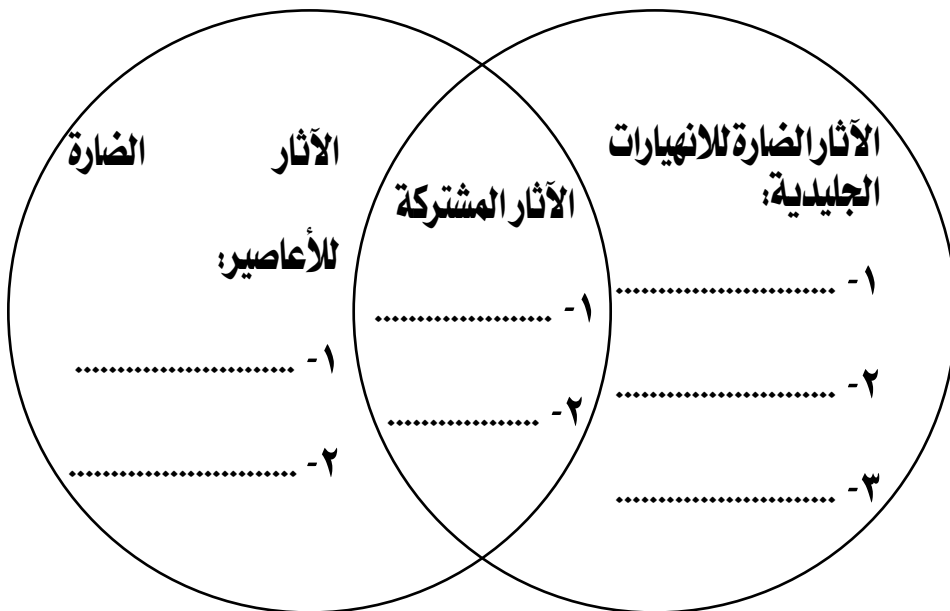 الآثار الضارة للانهيارات
الجليدية:
١- ..........................
٢- ..........................
٣- ..........................
الآثار المشتركة
١- .....................
٢- ..................
الآثار الضارة
للأعاصير:
١- ..........................
٢- ...........................